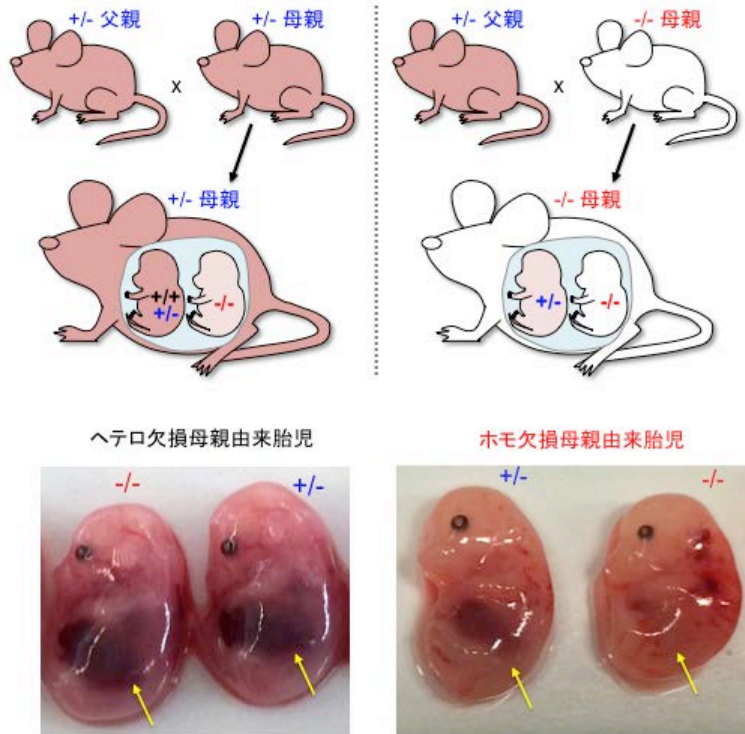 +/- 父親
x
+/- 母親
+/- 母親
+/+
+/-
-/-
+/- 父親
x
-/- 母親
-/- 母親
+/-
-/-
ヘテロ欠損母親由来胎児
-/-
+/-
ホモ欠損母親由来胎児
+/-
-/-